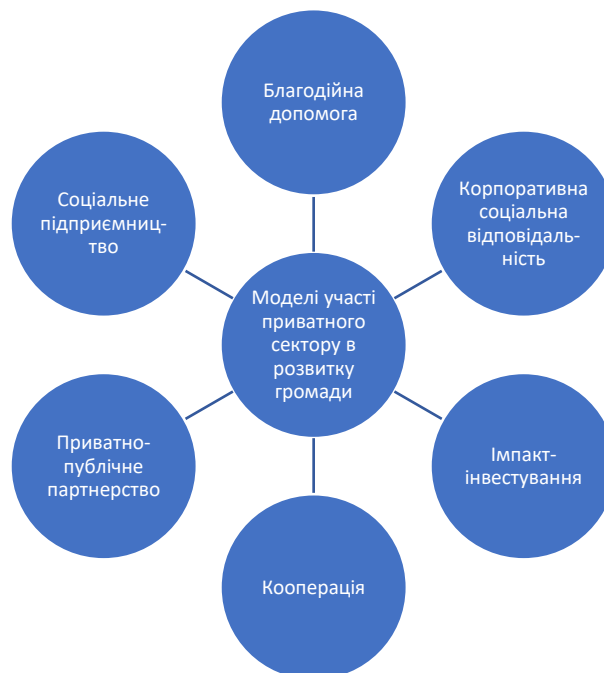 Благодійна
допомога
Соціальне
підприємниц-
тво
Корпоративна
соціальна
відповідаль-
ність
Моделі участі
приватного
сектору в
розвитку
громади
Приватно-
публічне
партнерство
Імпакт-
інвестування
Кооперація